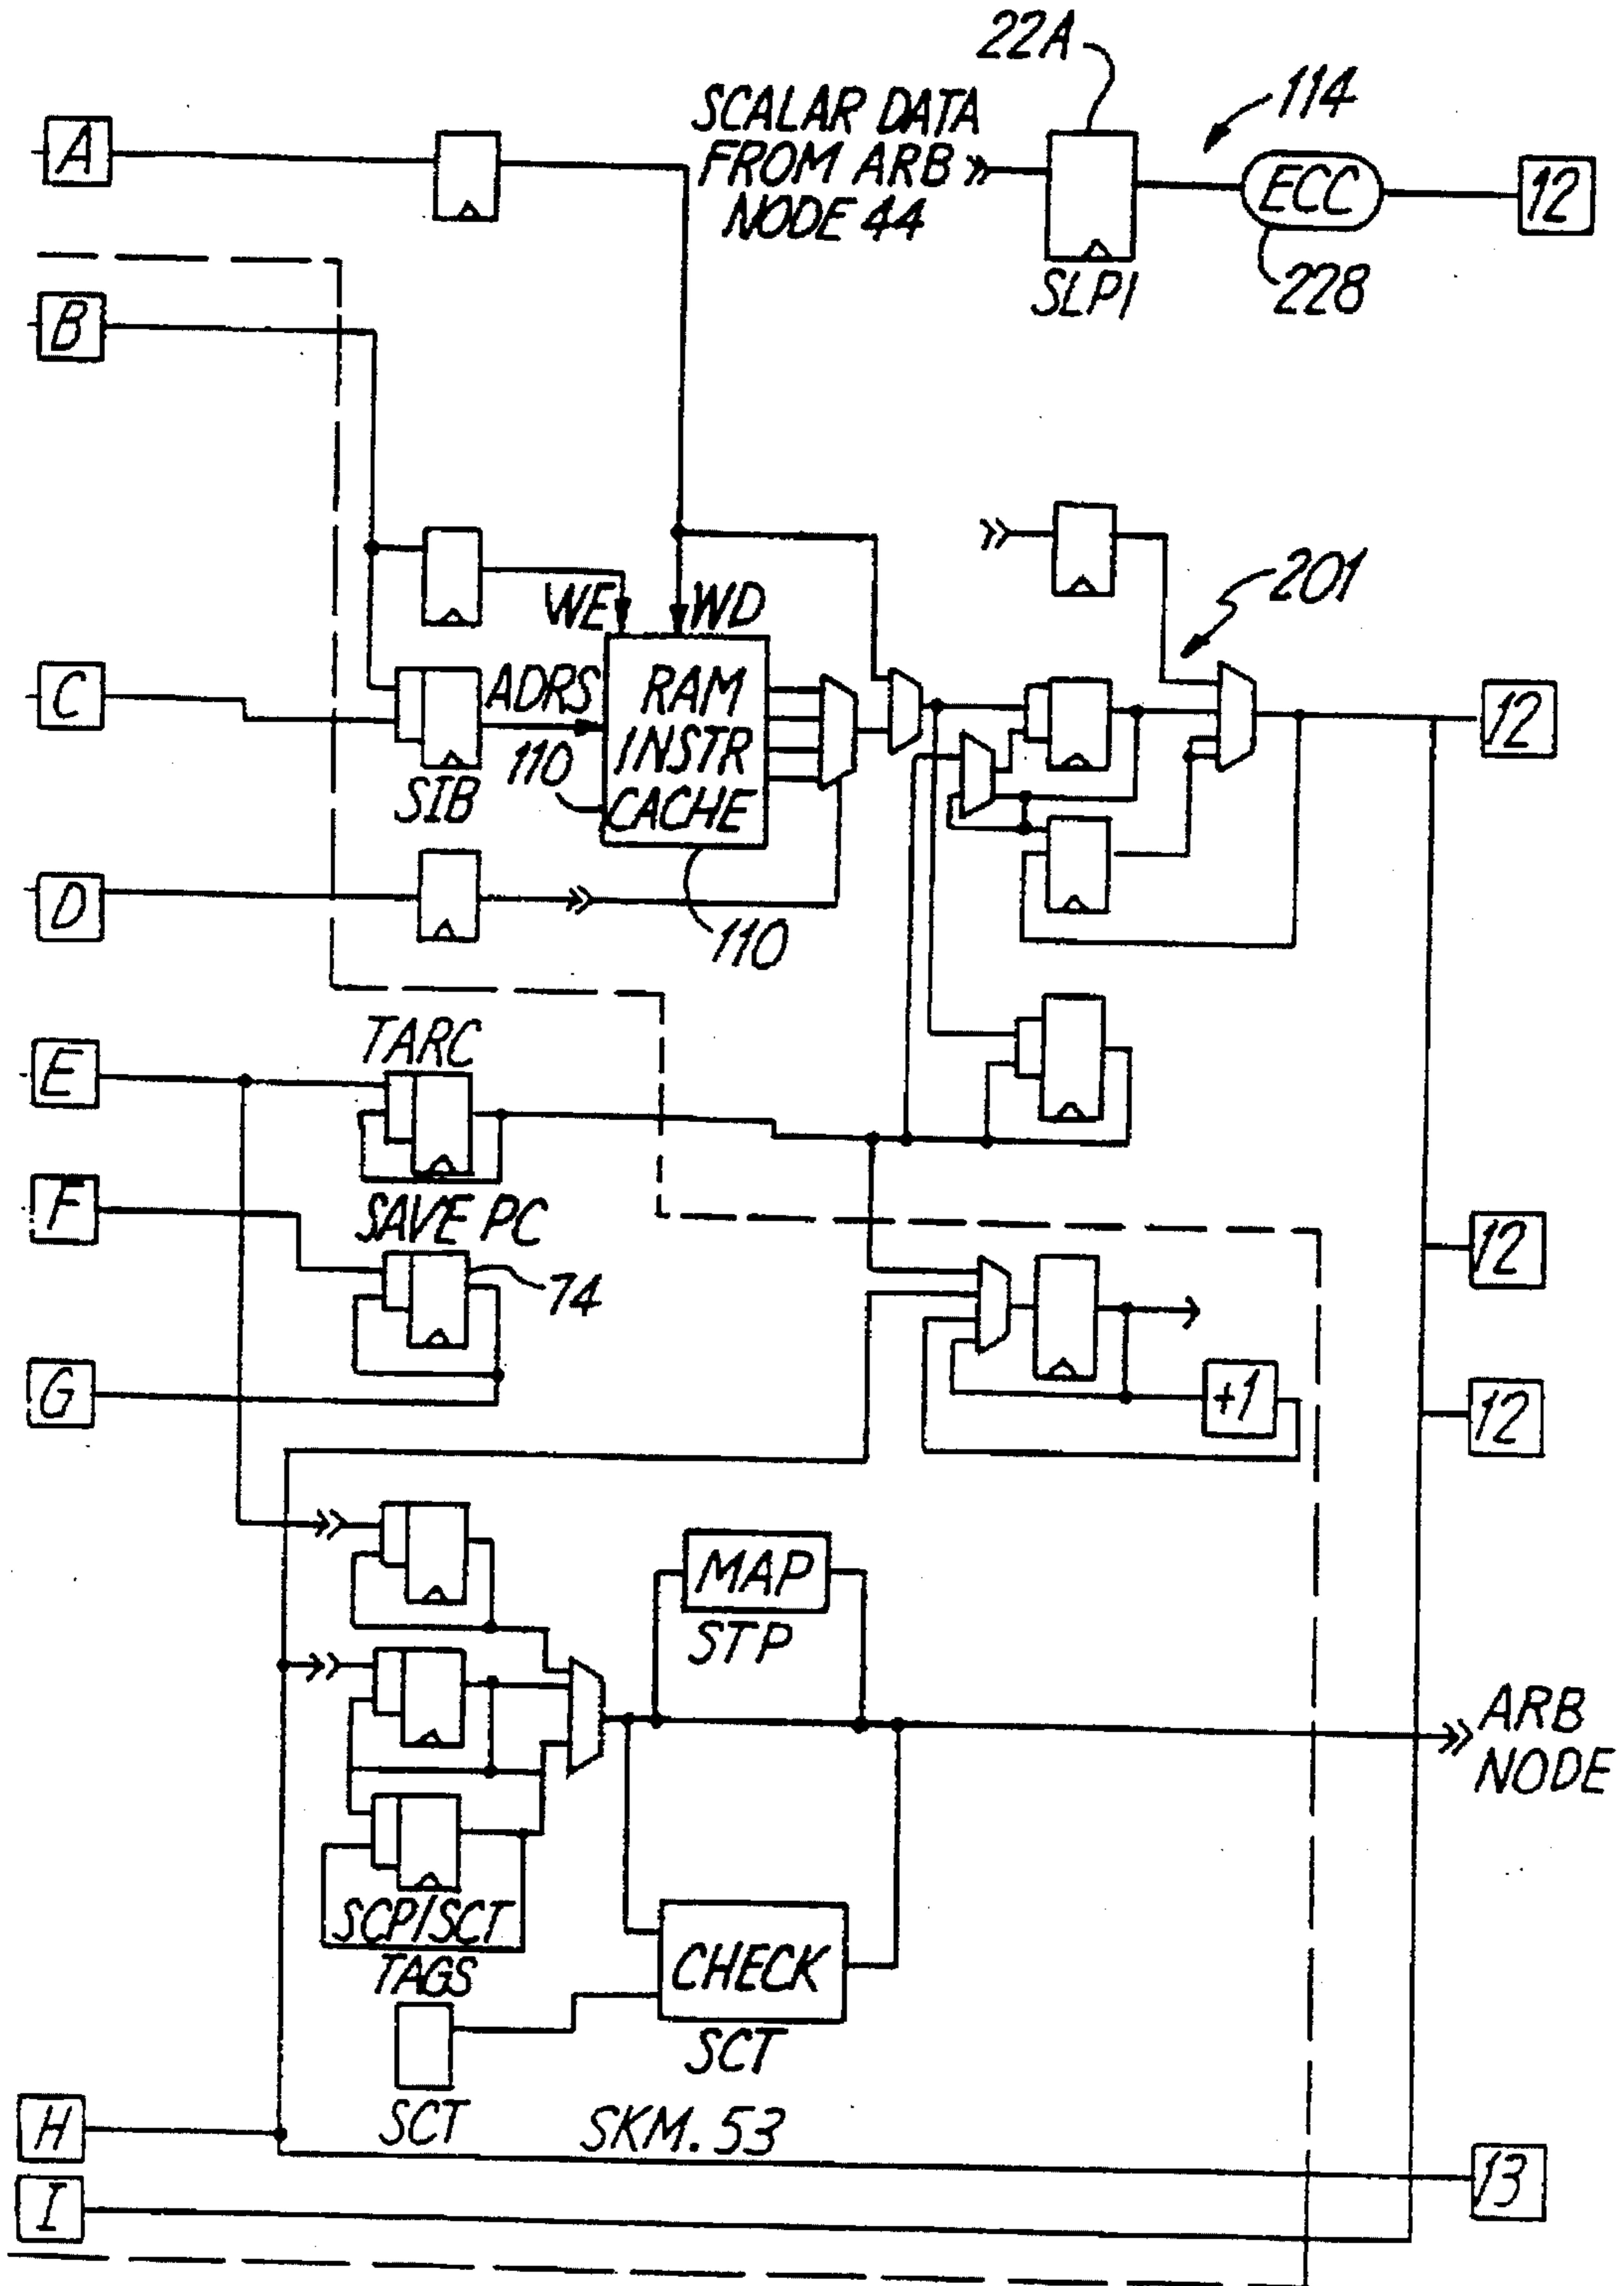 22A
114
A
SCALAR DATA
FROM ARB
NODE 44
ECC
12
SLP1
228
B
201
WE
WD
C
ADRS
RAM
INSTR
CACHE
12
110
SIB
D
110
TARC
E
F
SAVE PC
12
74
G
+1
12
MAP
STP
ARB
NODE
SCP/SCT
TAGS
CHECK
SCT
SCT
H
SKM. 53
13
I